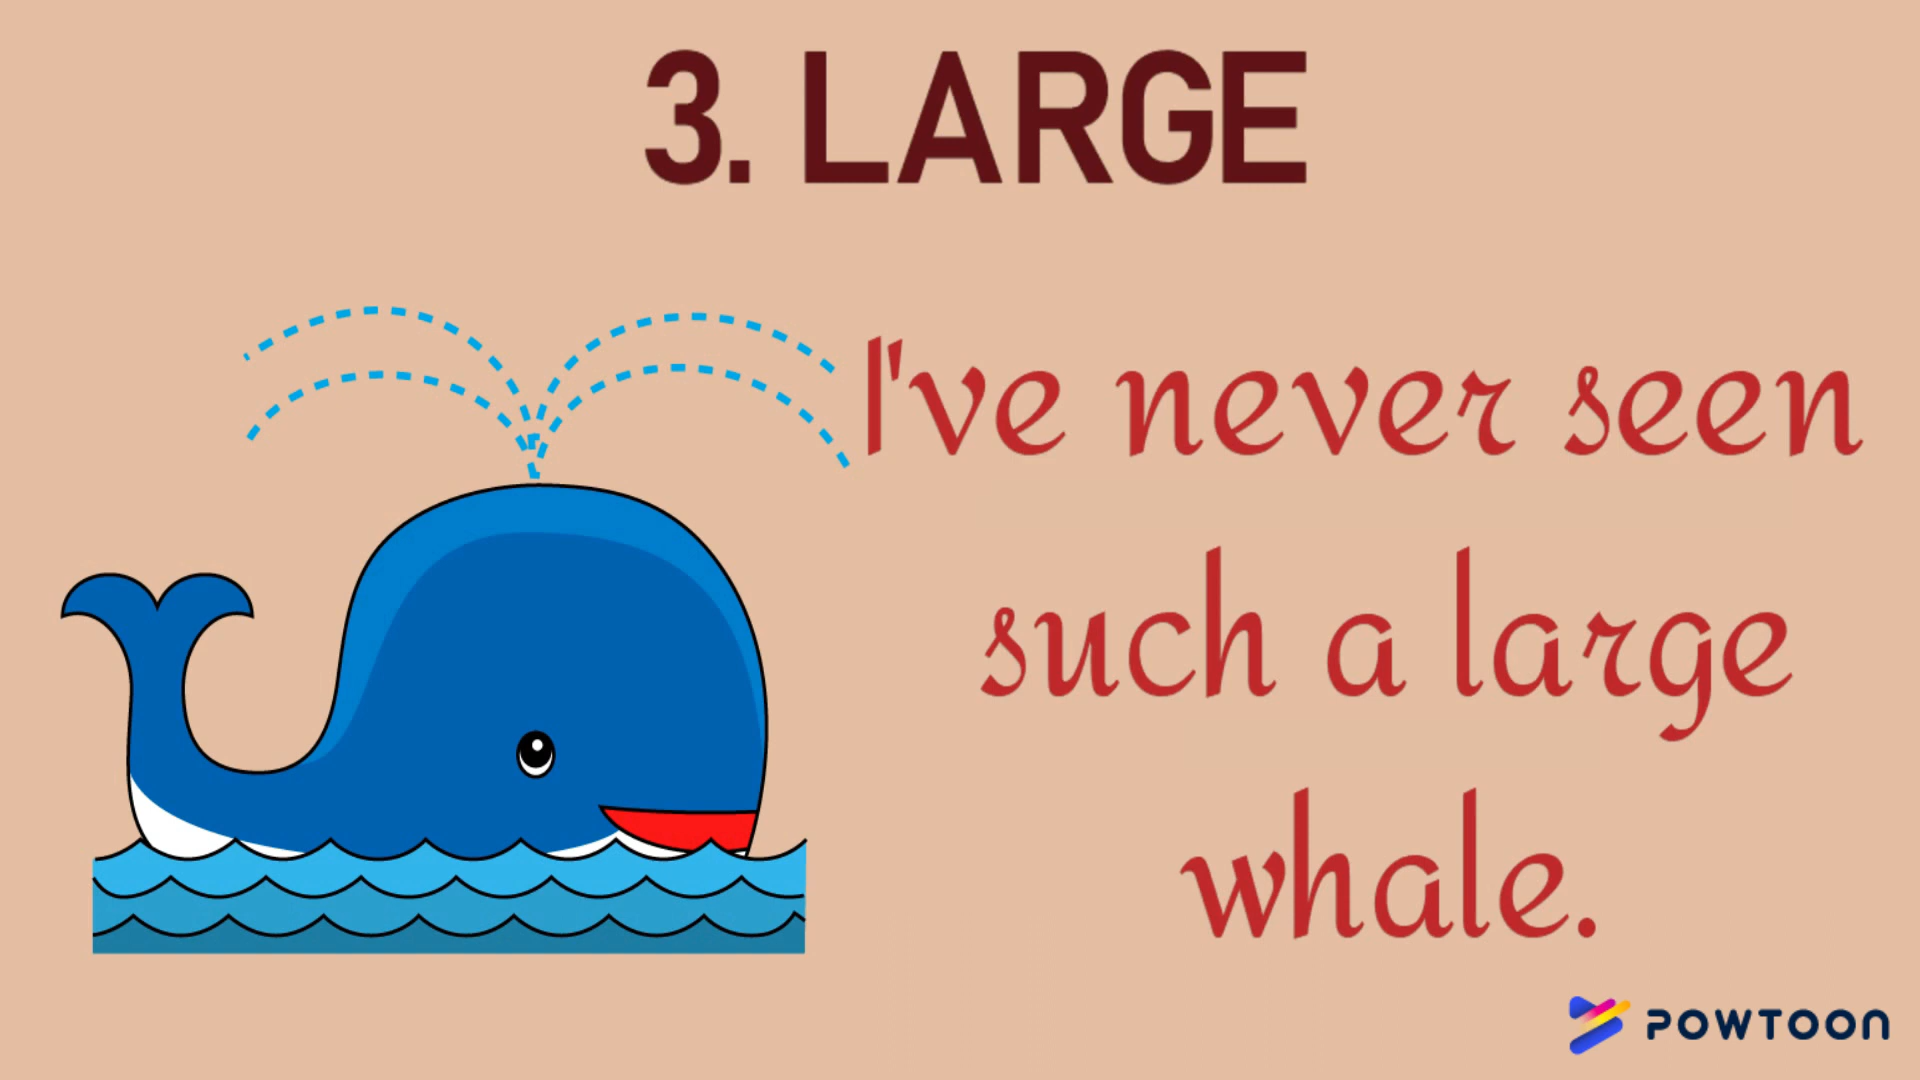 3. LARGE
I've never seen
such a large
whale.
POWTOON